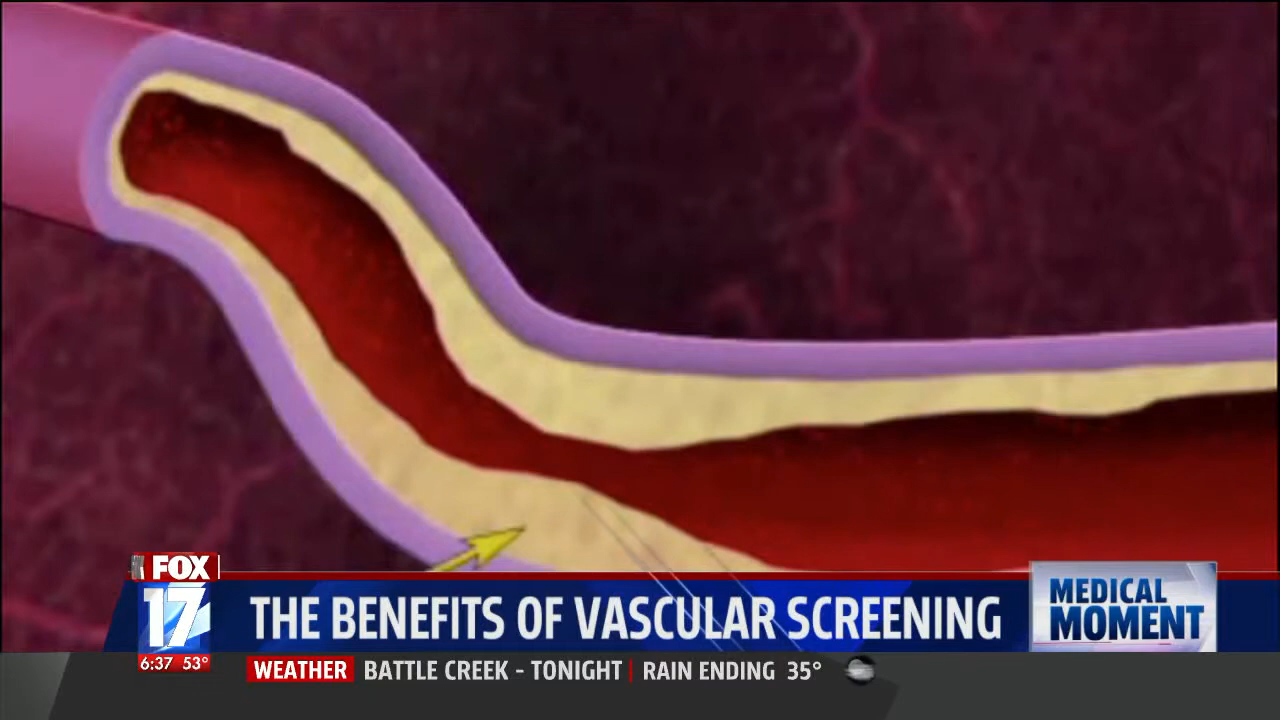 FOX
17
THE BENEFITS OF VASCULAR SCREENING
MEDICAL
MOMENT
6:37 53°
WEATHER BATTLE CREEK - TONIGHT | RAIN ENDING 35°